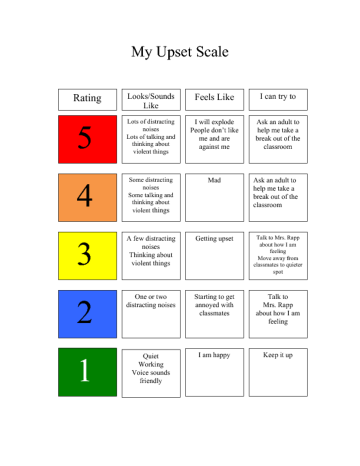 My Upset Scale
Rating
Looks/Sounds
Like
Feels Like
I can try to
5
Lots of distracting
noises
Lots of talking and
thinking about
violent things
I will explode
People don't like
me and are
against me
Ask an adult to
help me take a
break out of the
classroom
4
Some distracting
noises
Some talking and
thinking about
violent things
Mad
Ask an adult to
help me take a
break out of the
classroom
3
A few distracting
noises
Thinking about
violent things
Getting upset
Talk to Mrs. Rapp
about how I am
feeling
Move away from
classmates to quieter
spot
2
One or two
distracting noises
Starting to get
annoyed with
classmates
Talk to
Mrs. Rapp
about how I am
feeling
1
Quiet
Working
Voice sounds
friendly
I am happy
Keep it up